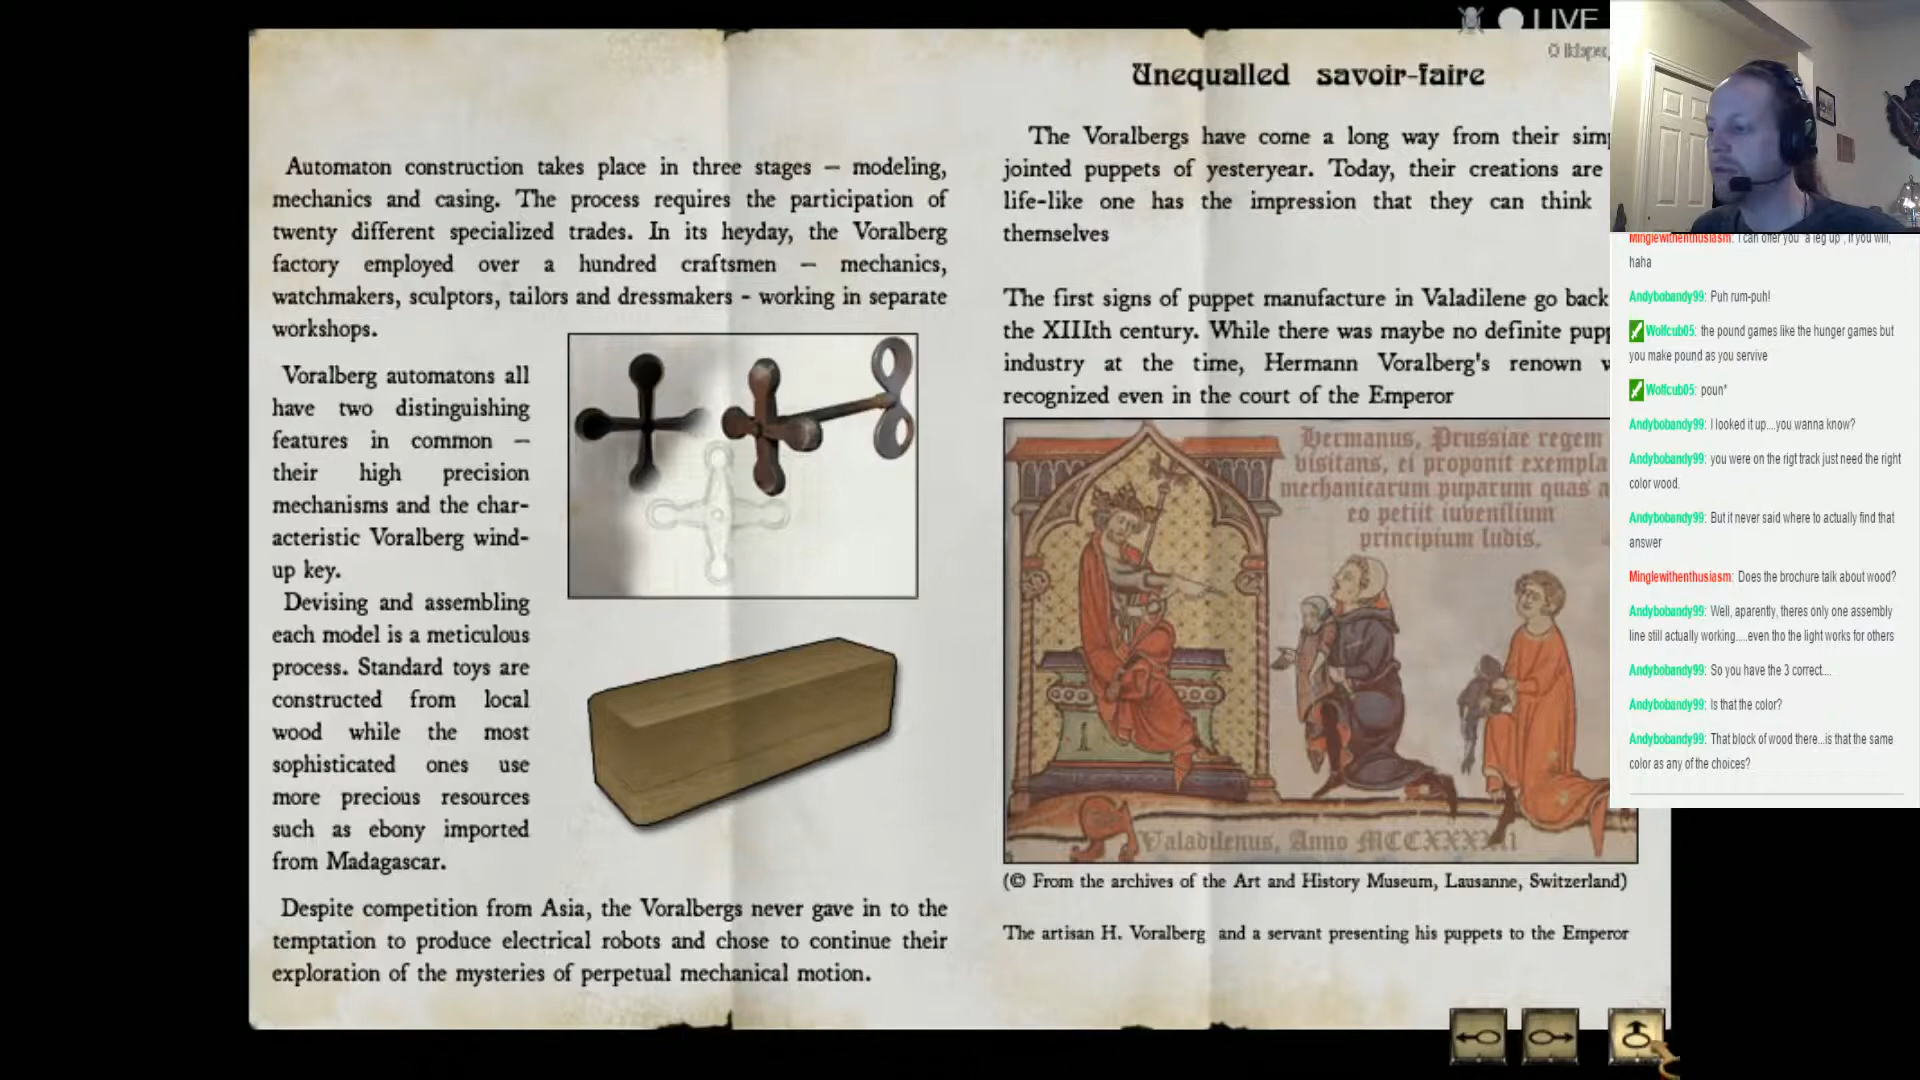 LIVE
Automaton construction takes place in three stages – modeling,
mechanics and casing. The process requires the participation of
twenty different specialized trades. In its heyday, the Voralberg
factory employed over a hundred craftsmen – mechanics,
watchmakers, sculptors, tailors and dressmakers - working in separate
workshops.
Voralberg automatons all
have two distinguishing
features in common –
their high precision
mechanisms and the char-
acteristic Voralberg wind-
up key.
Devising and assembling
each model is a meticulous
process. Standard toys are
constructed from local
wood while the most
sophisticated ones use
more precious resources
such as ebony imported
from Madagascar.
Despite competition from Asia, the Voralbergs never gave in to the
temptation to produce electrical robots and chose to continue their
exploration of the mysteries of perpetual mechanical motion.
Unequalled savoir-faire
The Voralbergs have come a long way from their simp
jointed puppets of yesteryear. Today, their creations are
life-like one has the impression that they can think
themselves
The first signs of puppet manufacture in Valadilene go back
the XIIIth century. While there was maybe no definite pupp
industry at the time, Hermann Voralberg's renown w
recognized even in the court of the Emperor
Hermanus, Prussiae regem
visitans, ei proponit exempla
mechanicarum puparum quas a
eo petiit iuvenilium
principium ludis.
Valadilenus, Anno
(© From the archives of the Art and History Museum, Lausanne, Switzerland)
The artisan H. Voralberg and a servant presenting his puppets to the Emperor
Minglewithenthusiasm: I can offer you "a leg up", if you will,
haha
Andybobandy99: Puh rum-puh!
Wolfcub05: the pound games like the hunger games but
you make pound as you servive
Wolfcub05: poun*
Andybobandy99: I looked it up....you wanna know?
Andybobandy99: you were on the rigt track just need the right
color wood.
Andybobandy99: But it never said where to actually find that
answer
Minglewithenthusiasm: Does the brochure talk about wood?
Andybobandy99: Well, aparently, theres only one assembly
line still actually working.....even tho the light works for others
Andybobandy99: So you have the 3 correct....
Andybobandy99: Is that the color?
Andybobandy99: That block of wood there...is that the same
color as any of the choices?